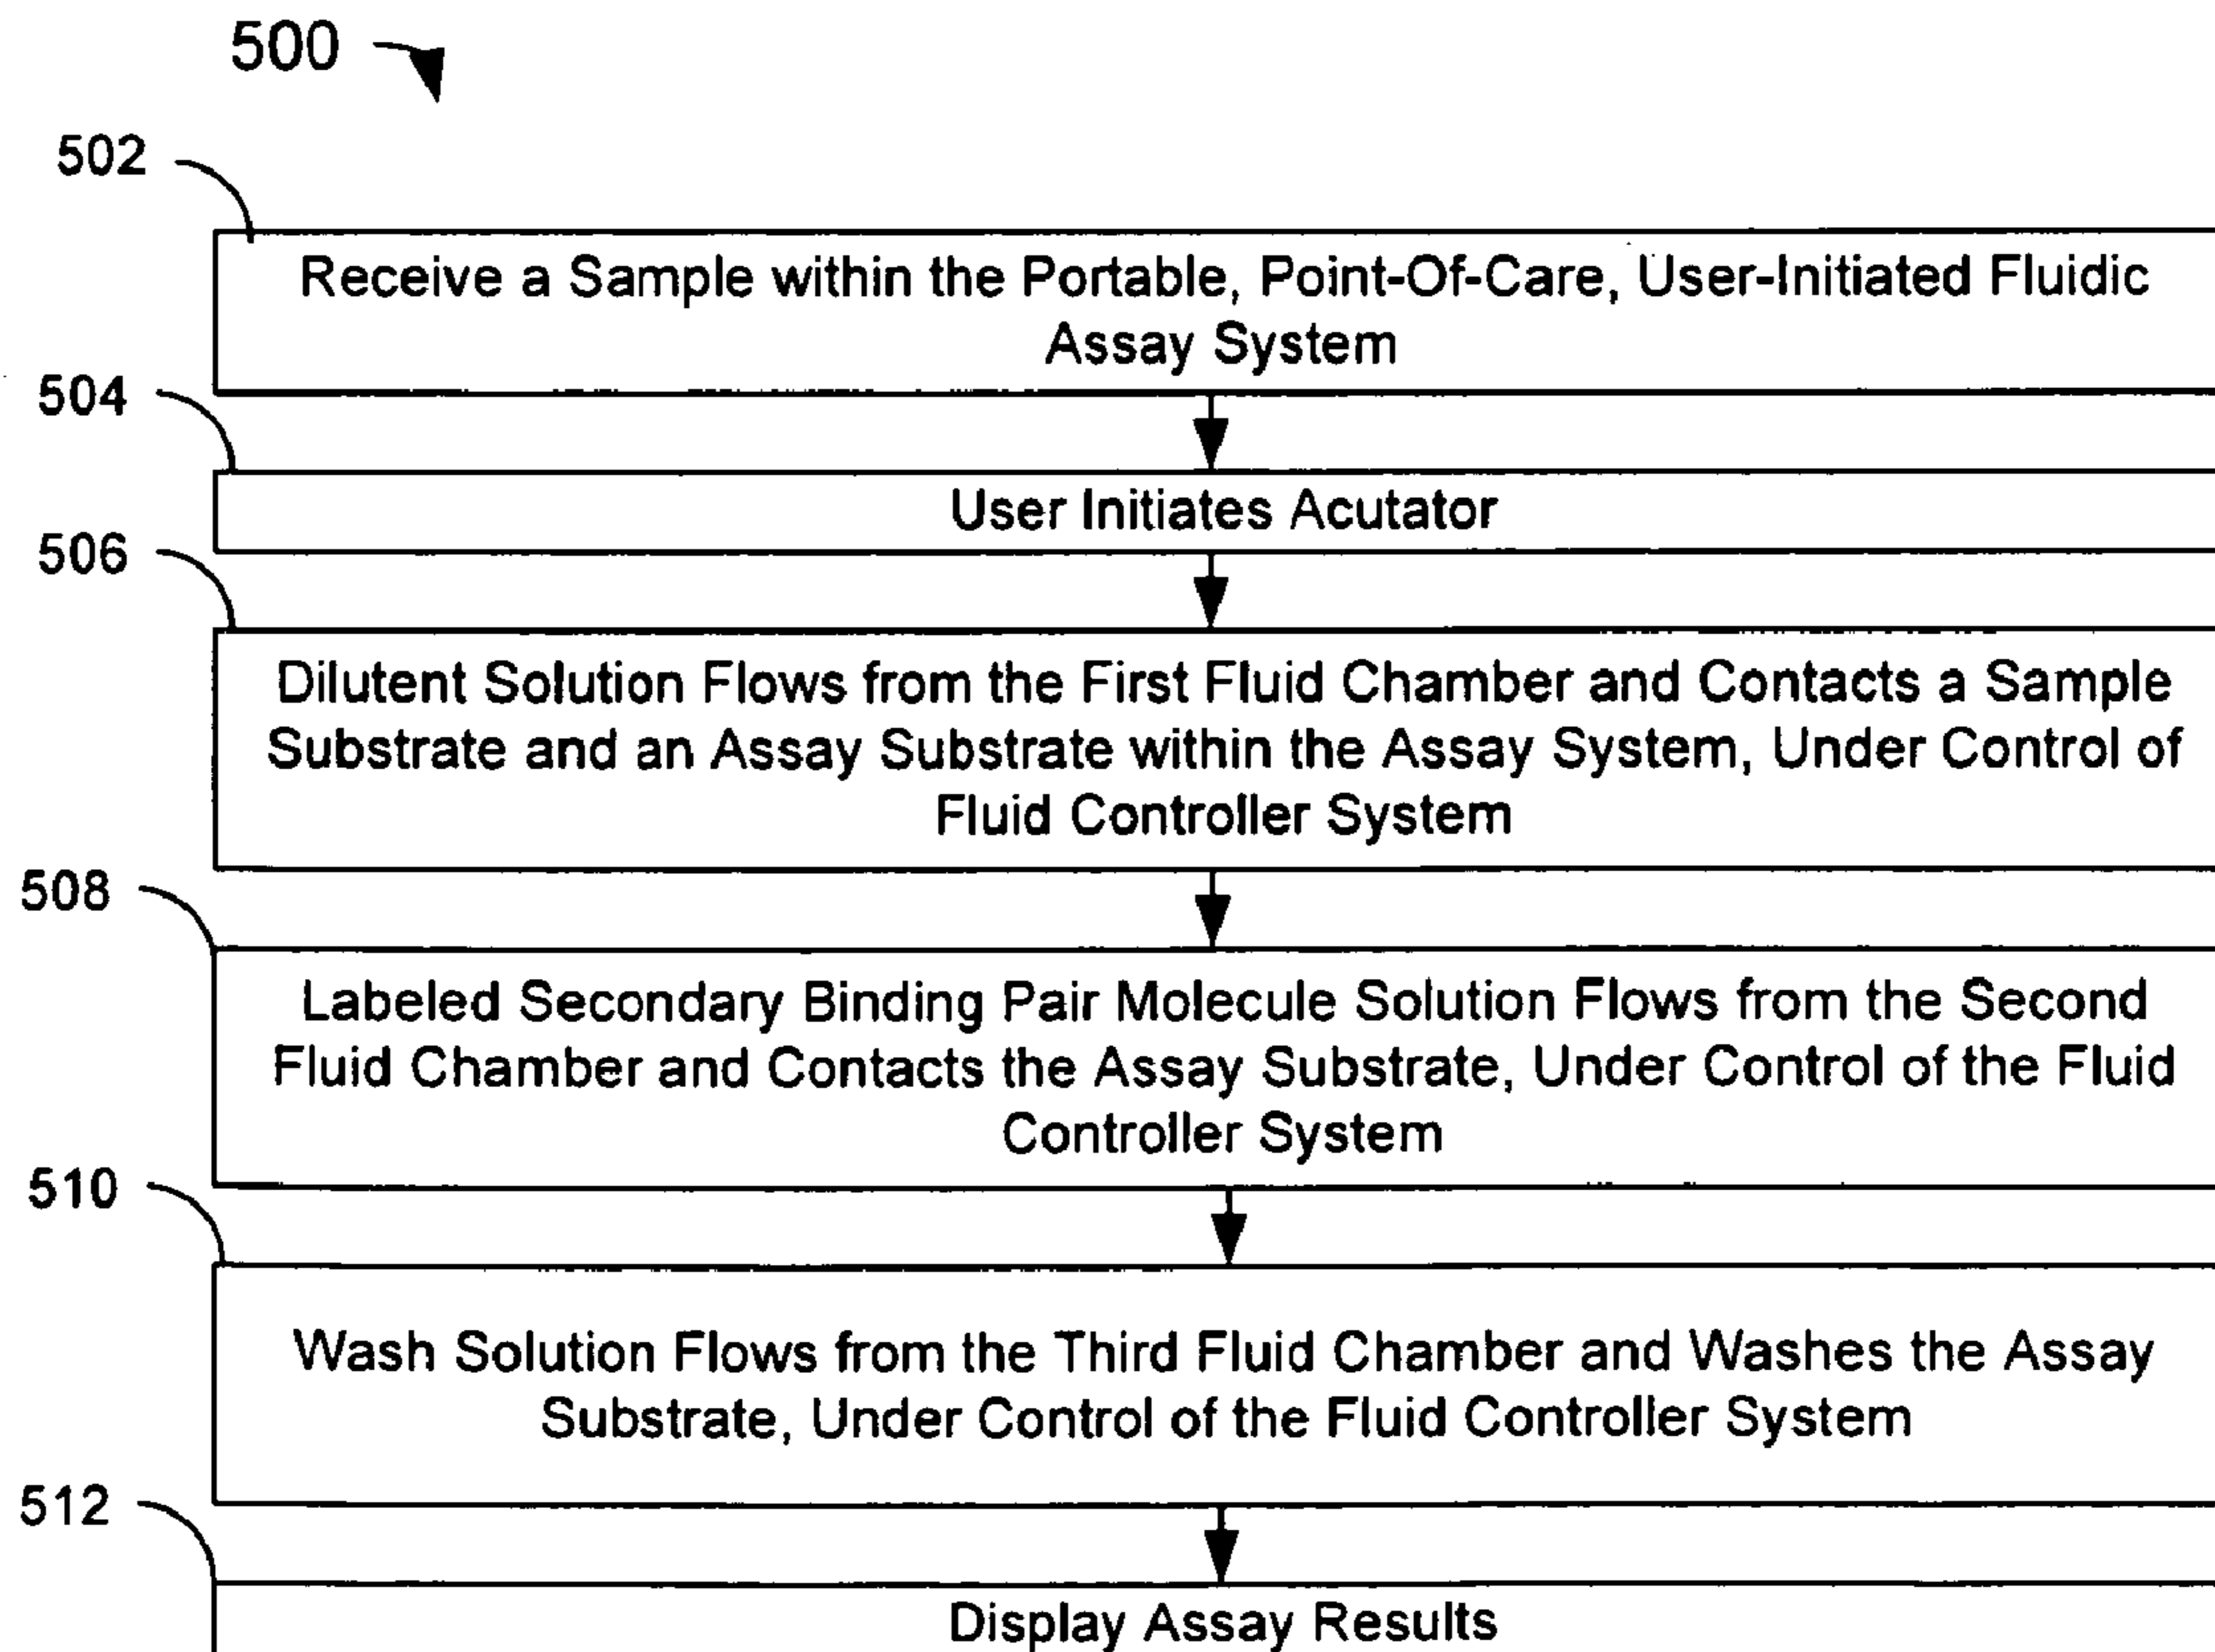 500
502
Receive a Sample within the Portable, Point-Of-Care, User-Initiated Fluidic
Assay System
504
User Initiates Acutator
506
Dilutent Solution Flows from the First Fluid Chamber and Contacts a Sample
Substrate and an Assay Substrate within the Assay System, Under Control of
Fluid Controller System
508
Labeled Secondary Binding Pair Molecule Solution Flows from the Second
Fluid Chamber and Contacts the Assay Substrate, Under Control of the Fluid
Controller System
510
Wash Solution Flows from the Third Fluid Chamber and Washes the Assay
Substrate, Under Control of the Fluid Controller System
512
Display Assay Results